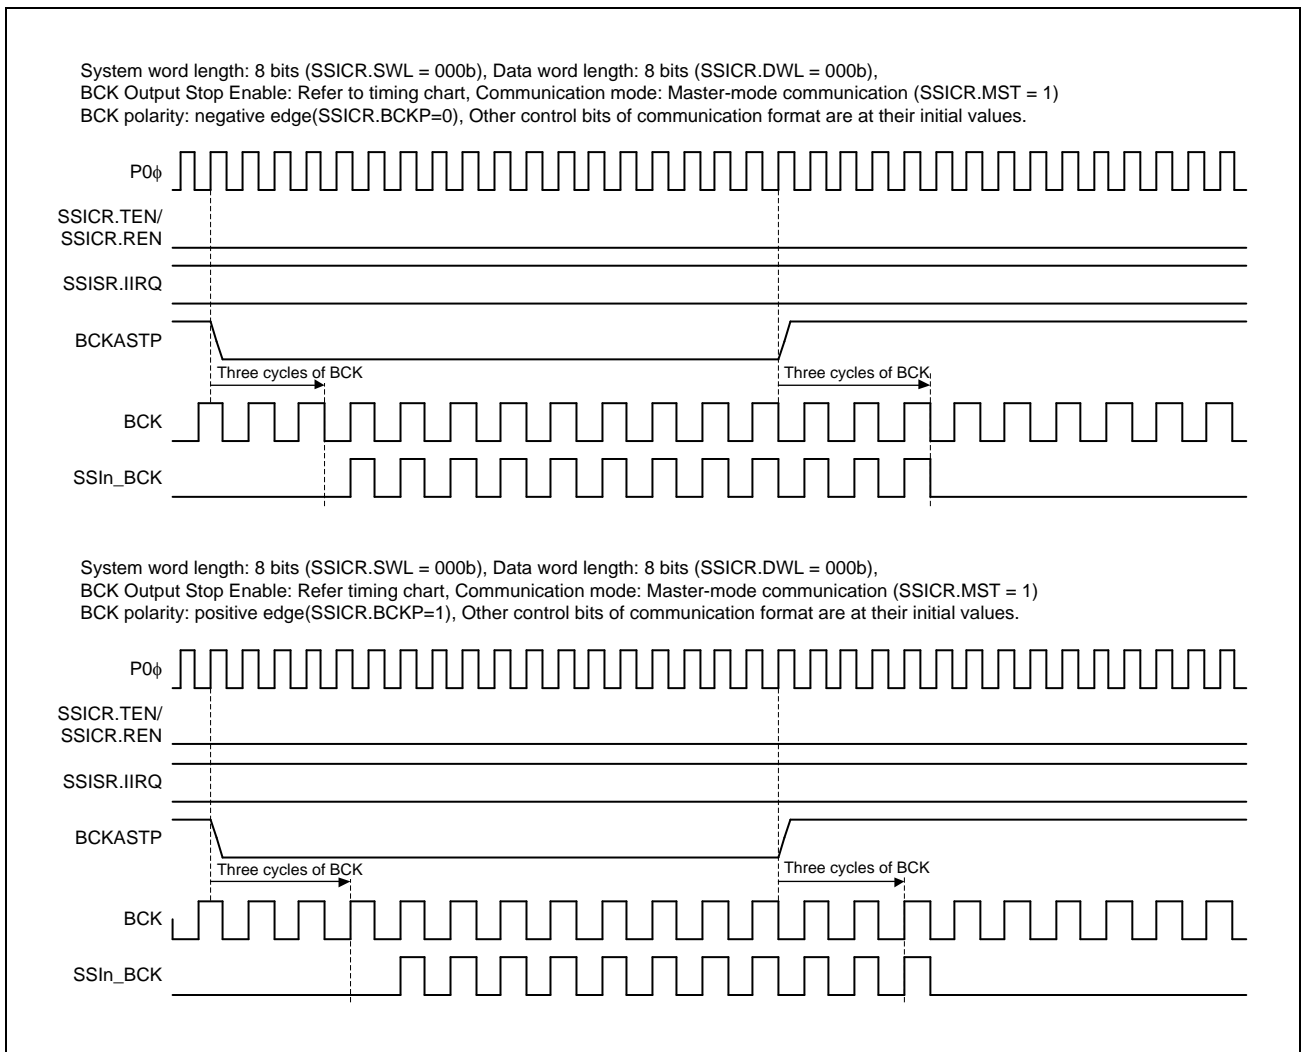 System word length: 8 bits (SSICR.SWL = 000b), Data word length: 8 bits (SSICR.DWL = 000b),
BCK Output Stop Enable: Refer to timing chart, Communication mode: Master-mode communication (SSICR.MST = 1)
BCK polarity: negative edge(SSICR.BCKP=0), Other control bits of communication format are at their initial values.
P0ϕ
SSICR.TEN/
SSICR.REN
SSISR.IIRQ
BCKASTP
Three cycles of BCK Three cycles of BCK
BCK
SSIn_BCK
System word length: 8 bits (SSICR.SWL = 000b), Data word length: 8 bits (SSICR.DWL = 000b),
BCK Output Stop Enable: Refer timing chart, Communication mode: Master-mode communication (SSICR.MST = 1)
BCK polarity: positive edge(SSICR.BCKP=1), Other control bits of communication format are at their initial values.
P0ϕ
SSICR.TEN/
SSICR.REN
SSISR.IIRQ
BCKASTP
Three cycles of BCK Three cycles of BCK
BCK
SSIn_BCK